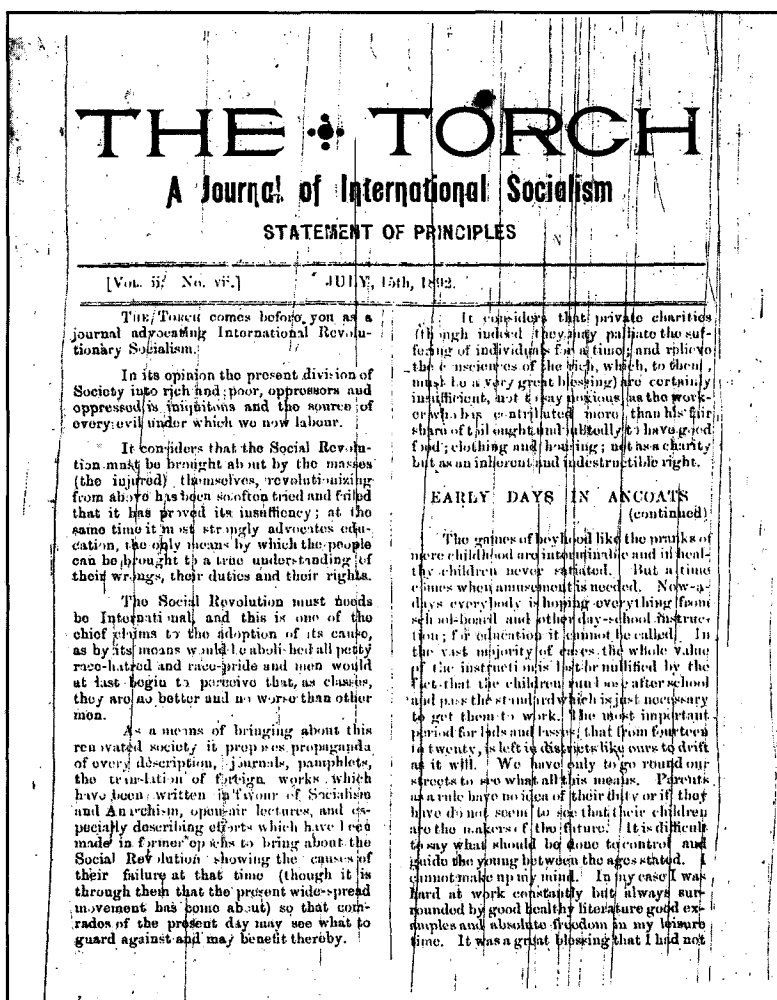 THE TORCH
A Journal of International Socialism
STATEMENT OF PRINCIPLES
[Vol. ii. No. vii.] JULY, 15th, 1892.
THE TORCH comes before you as a
journal advocating International Revolu-
tionary Socialism.
In its opinion the present division of
Society into rich and poor, oppressors and
oppressed is iniquitous and the source of
every evil under which we now labour.
It considers that the Social Revolu-
tion must be brought about by the masses
(the injured) themselves, revolutionizing
from above has been so often tried and failed
that it has proved its insufficency; at the
same time it most strongly advocates edu-
cation, the only means by which the people
can be brought to a true understanding of
their wrongs, their duties and their rights.
The Social Revolution must needs
be International, and this is one of the
chief claims to the adoption of its cause,
as by its means would be abolished all petty
race-hatred and race-pride and men would
at last begin to perceive that, as classes,
they are no better and no worse than other
men.
As a means of bringing about this
renovated society it proposes propaganda
of every description, journals, pamphlets,
the translation of foreign works which
have been written in favour of Socialism
and Anarchism, open-air lectures, and es-
pecially describing efforts which have been
made in former epochs to bring about the
Social Revolution showing the causes of
their failure at that time (though it is
through them that the present wide-spread
movement has come about) so that com-
rades of the present day may see what to
guard against and may benefit thereby.
It considers that private charities
(though indeed they may palliate the suf-
fering of individuals for a time; and relieve
the consciences of the rich, which, to them,
must be a very great blessing) are certainly
insufficient, not to say noxious, as the work-
er who has contributed more than his fair
share of toil ought undoubtedly to have good
food; clothing and housing; not as a charity
but as an inherent and indestructible right.
EARLY DAYS IN ANCOATS
(continued)
The games of boyhood like the pranks of
mere childhood are interminable and in heal-
thy children never satiated. But a time
comes when amusement is needed. Now-a-
days everybody is hoping everything from
school-board and other day-school instruc-
tion; for education it cannot be called. In
the vast majority of cases the whole value
of the instruction is lost or nullified by the
fact that the children run loose after school
and pass the standard which is just necessary
to get them to work. The most important
period for lads and lasses, that from fourteen
to twenty, is left in districts like ours to drift
as it will. We have only to go round our
streets to see what all this means. Parents
as a rule have no idea of their duty or if they
have do not seem to see that their children
are the makers of the future. It is difficult
to say what should be done to control and
guide the young between the ages stated. I
cannot make up my mind. In my case I was
hard at work constantly but always sur-
rounded by good healthy literature good ex-
amples and absolute freedom in my leisure
time. It was a great blessing that I had not